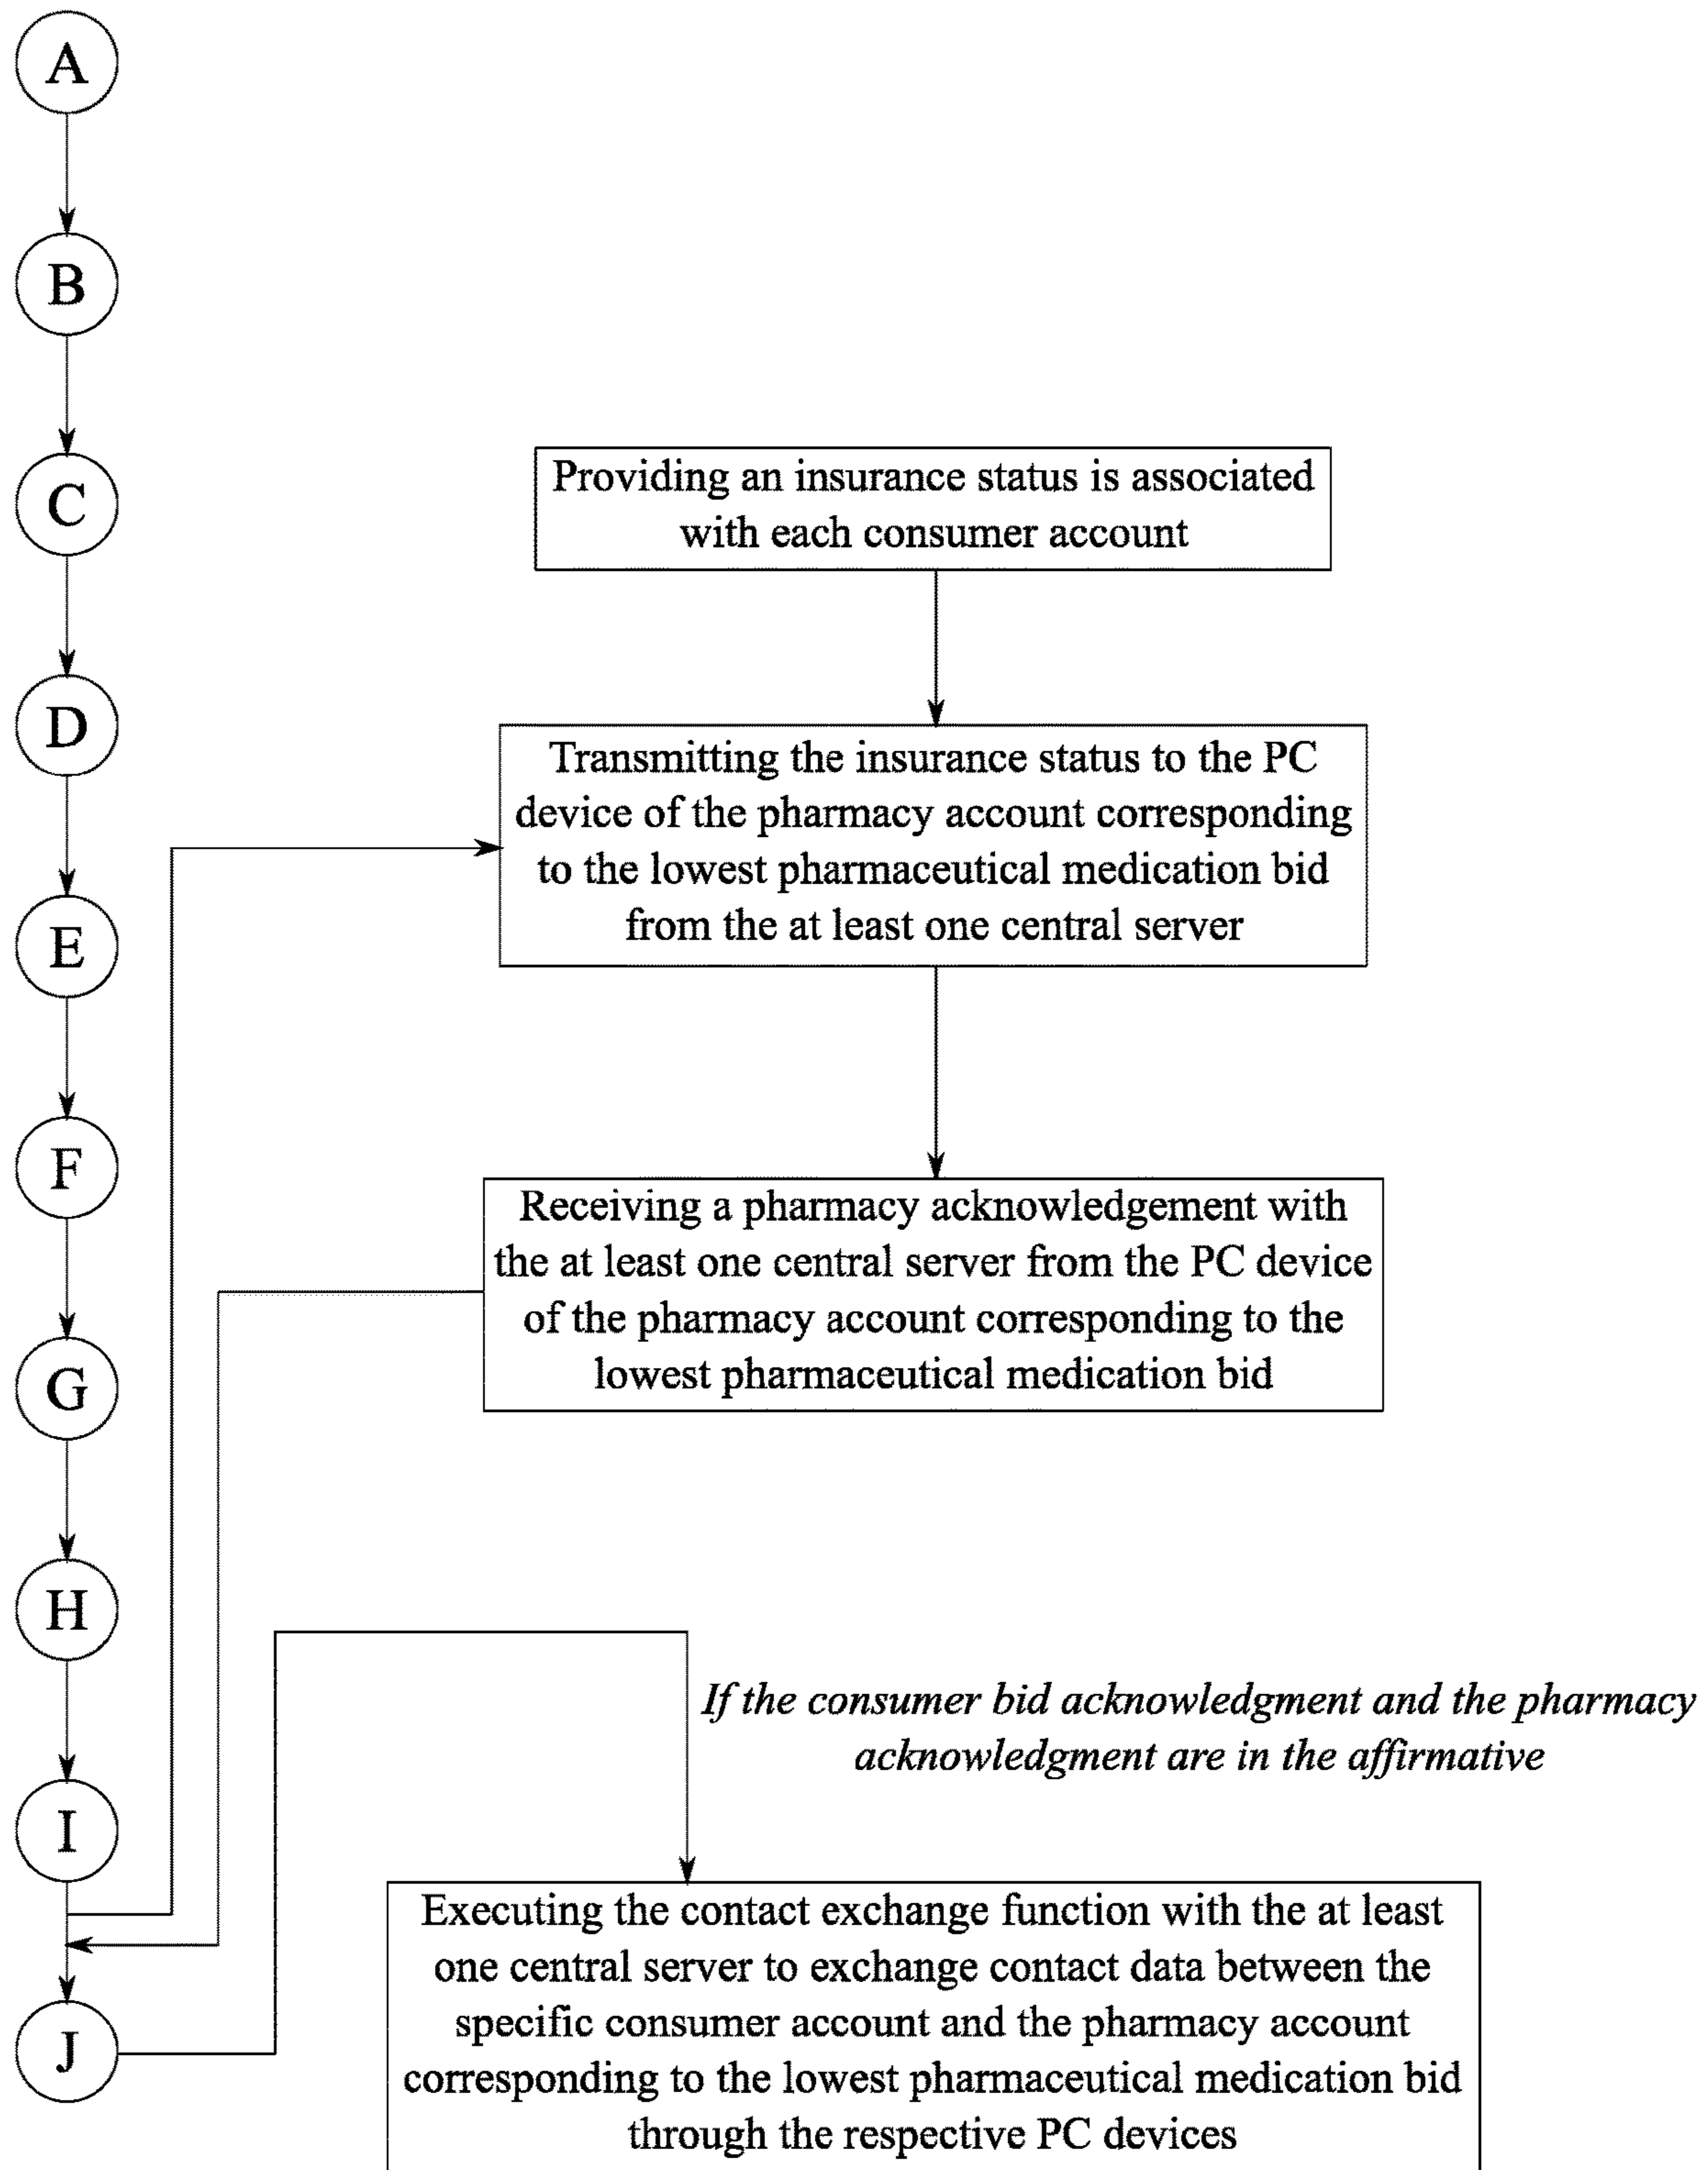 A
B
C
Providing an insurance status is associated
with each consumer account
D
Transmitting the insurance status to the PC
device of the pharmacy account corresponding
to the lowest pharmaceutical medication bid
from the at least one central server
E
F
Receiving a pharmacy acknowledgement with
the at least one central server from the PC device
of the pharmacy account corresponding to the
lowest pharmaceutical medication bid
G
H
If the consumer bid acknowledgment and the pharmacy
acknowledgment are in the affirmative
I
Executing the contact exchange function with the at least
one central server to exchange contact data between the
specific consumer account and the pharmacy account
corresponding to the lowest pharmaceutical medication bid
through the respective PC devices
J